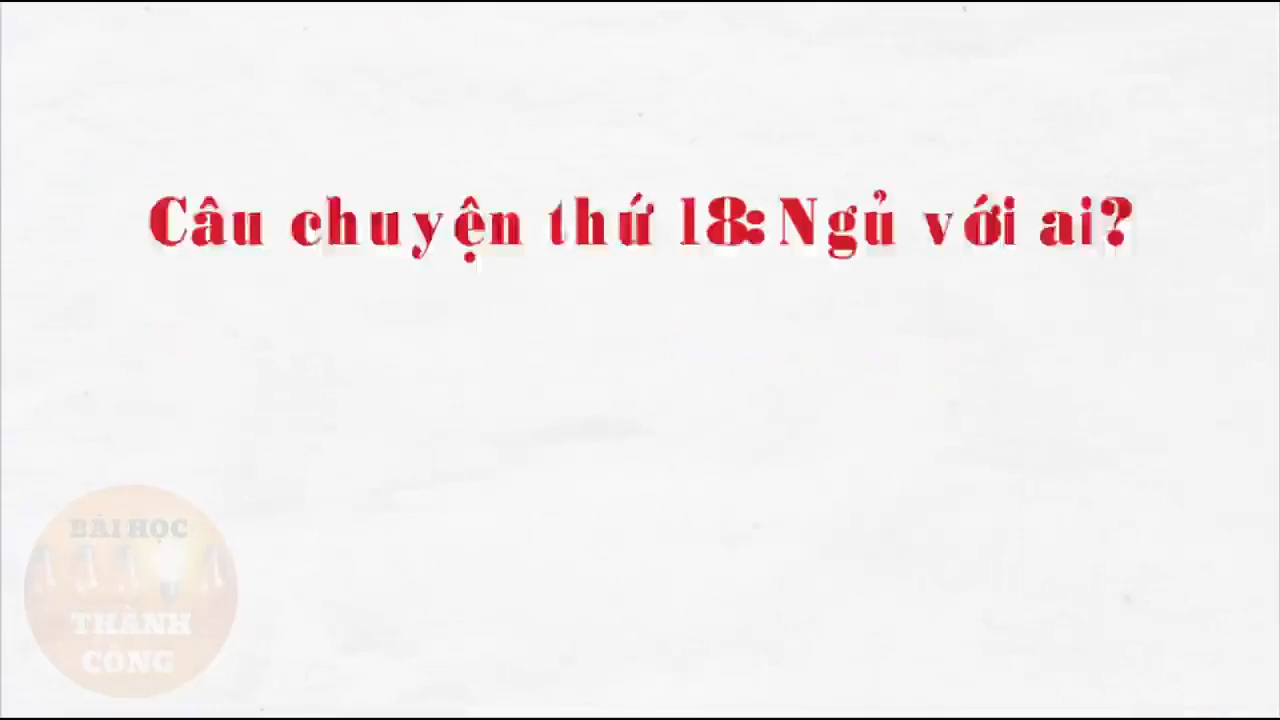 Câu chuyện thứ 18: Ngủ với ai?
BÀI HỌC
THÀNH
CÔNG